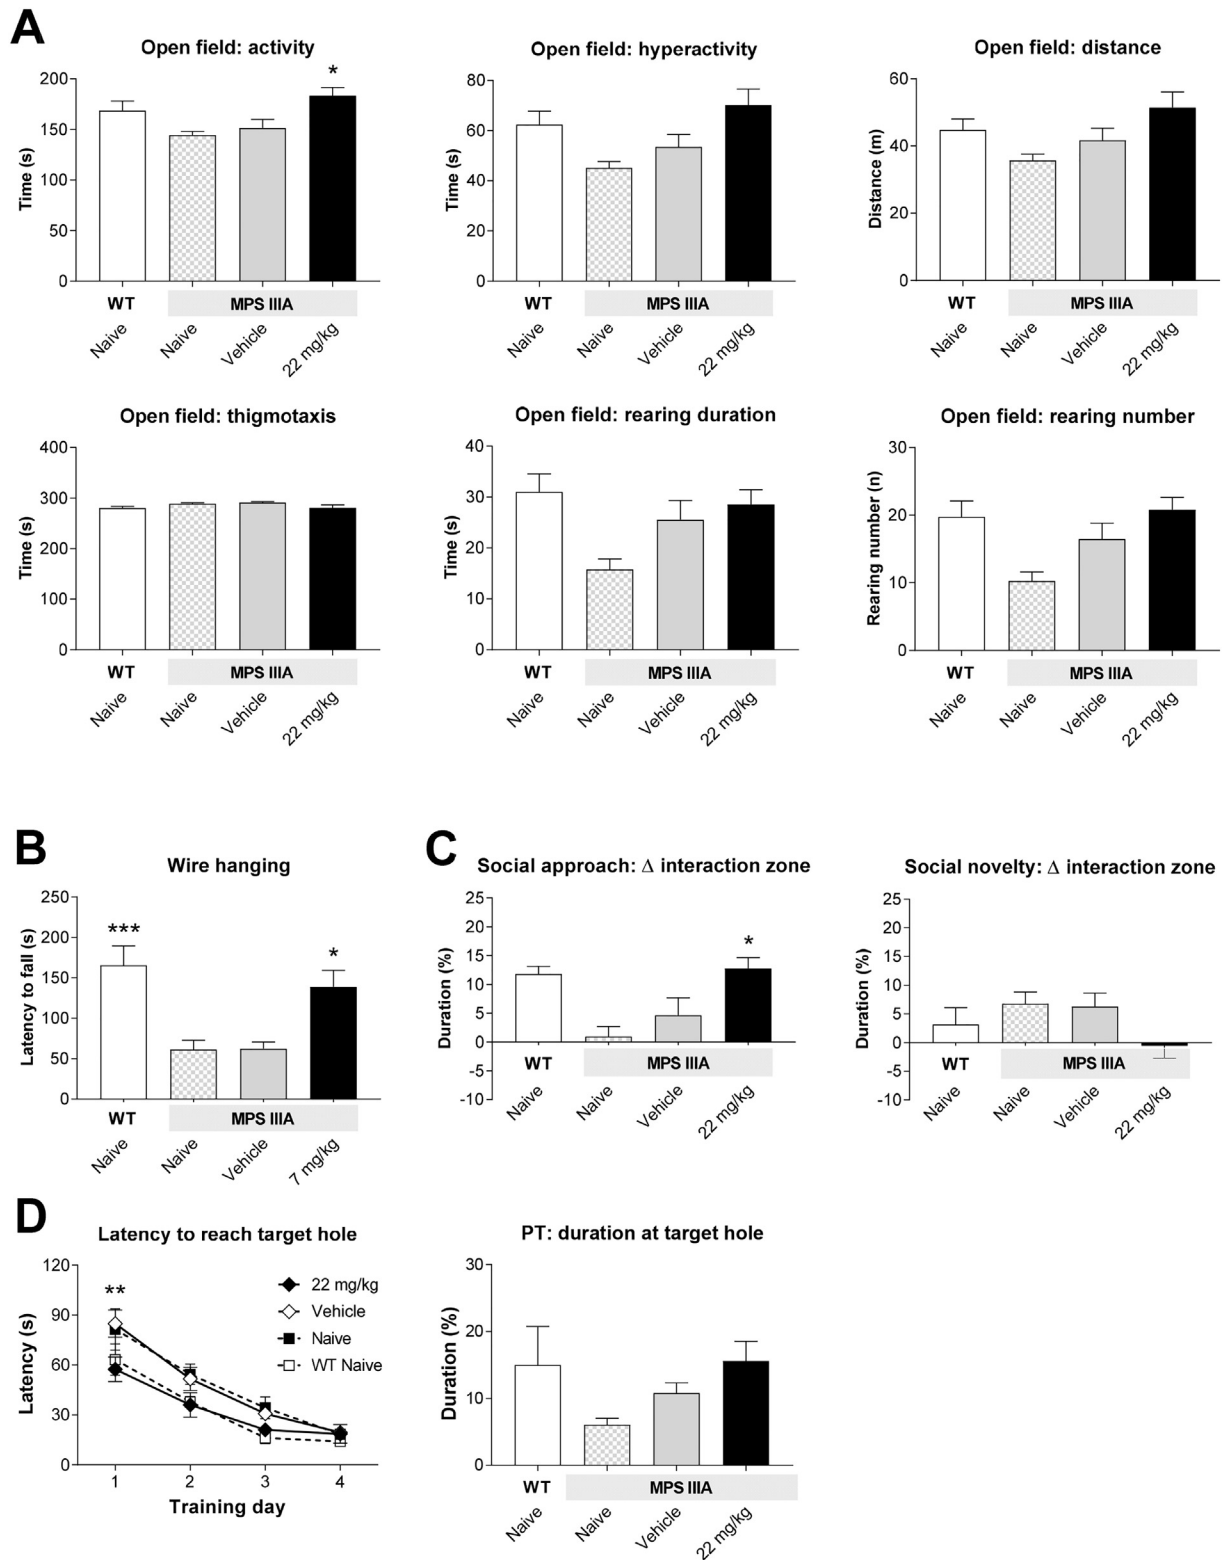 A
Open field: activity
*
200
150
100
50
0
Time (s)
WT
MPS IIIA
Naive
Naive
Vehicle
22 mg/kg
Open field: hyperactivity
80
60
40
20
0
Time (s)
WT
MPS IIIA
Naive
Naive
Vehicle
22 mg/kg
Open field: distance
60
40
20
0
Distance (m)
WT
MPS IIIA
Naive
Naive
Vehicle
22 mg/kg
Open field: thigmotaxis
400
300
200
100
0
Time (s)
WT
MPS IIIA
Naive
Naive
Vehicle
22 mg/kg
Open field: rearing duration
40
30
20
10
0
Time (s)
WT
MPS IIIA
Naive
Naive
Vehicle
22 mg/kg
Open field: rearing number
30
20
10
0
Rearing number (n)
WT
MPS IIIA
Naive
Naive
Vehicle
22 mg/kg
B
Wire hanging
250
200
150
100
50
0
Latency to fall (s)
***
*
WT
MPS IIIA
Naive
Naive
Vehicle
7 mg/kg
C
Social approach: Δ interaction zone
25
20
15
10
5
0
-5
-10
Duration (%)
*
WT
MPS IIIA
Naive
Naive
Vehicle
22 mg/kg
Social novelty: Δ interaction zone
25
20
15
10
5
0
-5
-10
Duration (%)
WT
MPS IIIA
Naive
Naive
Vehicle
22 mg/kg
D
Latency to reach target hole
120
90
60
30
0
Latency (s)
**
22 mg/kg
Vehicle
Naive
WT Naive
1
2
3
4
Training day
PT: duration at target hole
30
20
10
0
Duration (%)
WT
MPS IIIA
Naive
Naive
Vehicle
22 mg/kg